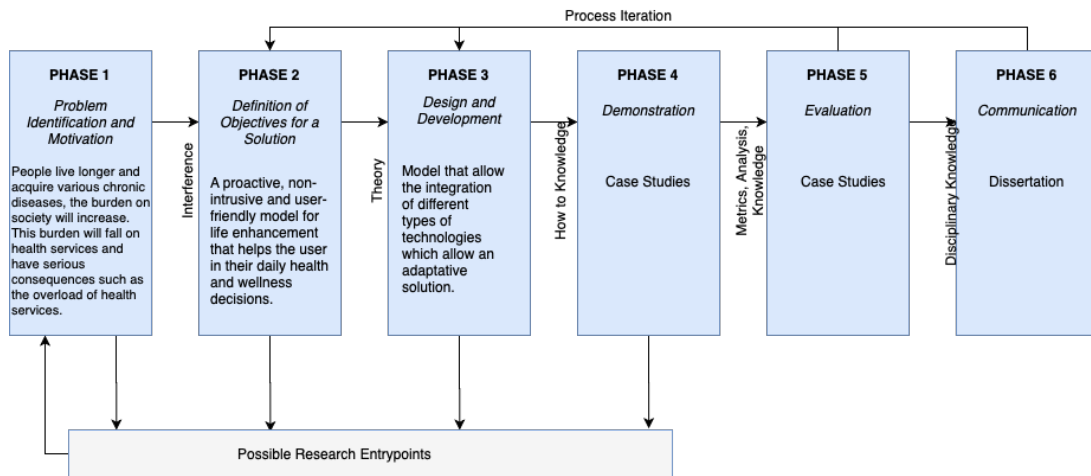 Process Iteration
PHASE 1
Problem
Identification and
Motivation
People live longer and
acquire various chronic
diseases, the burden on
society will increase.
This burden will fall on
health services and
have serious
consequences such as
the overload of health
services.
Interference
PHASE 2
Definition of
Objectives for a
Solution
A proactive, non-
intrusive and user-
friendly model for
life enhancement
that helps the user
in their daily health
and wellness
decisions.
Theory
PHASE 3
Design and
Development
Model that allow
the integration
of different
types of
technologies
which allow an
adaptative
solution.
How to Knowledge
PHASE 4
Demonstration
Case Studies
Metrics, Analysis,
Knowledge
PHASE 5
Evaluation
Case Studies
Disciplinary Knowledge
PHASE 6
Communication
Dissertation
Possible Research Entrypoints